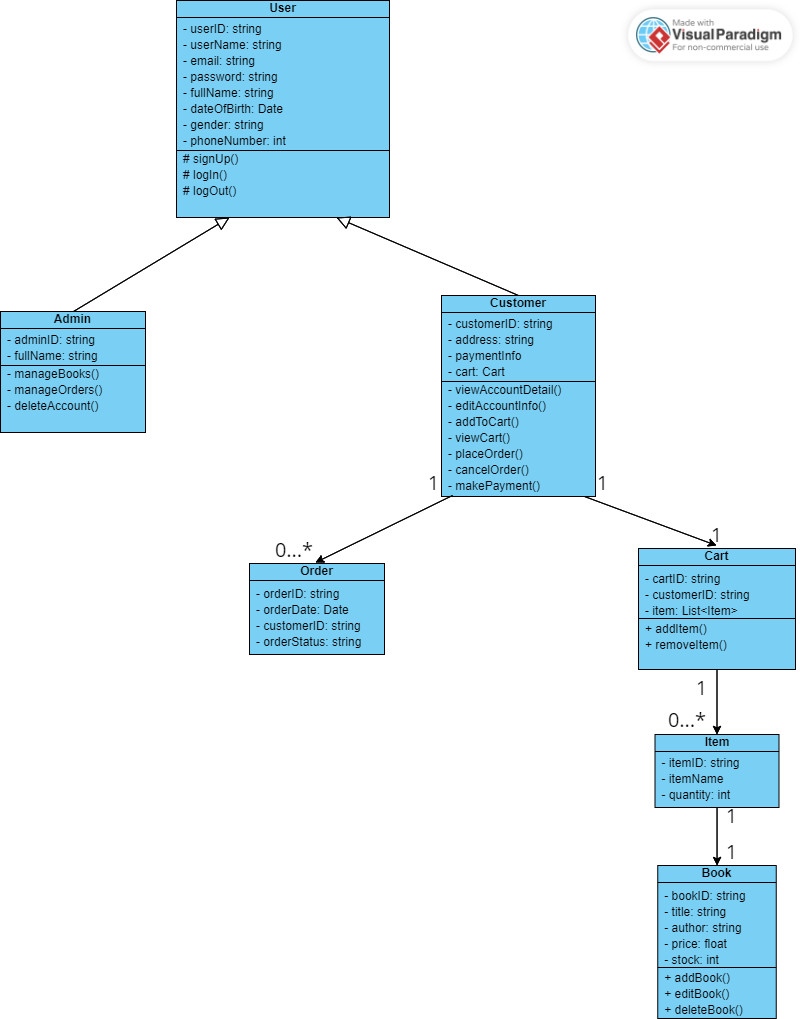 Made with
VisualParadigm
For non-commercial use
User
- userID: string
- userName: string
- email: string
- password: string
- fullName: string
- dateOfBirth: Date
- gender: string
- phoneNumber: int
# signUp()
# logIn()
# logOut()
Admin
- adminID: string
- fullName: string
- manageBooks()
- manageOrders()
- deleteAccount()
Customer
- customerID: string
- address: string
- paymentInfo
- cart: Cart
- viewAccountDetail()
- editAccountInfo()
- addToCart()
- viewCart()
- placeOrder()
- cancelOrder()
- makePayment()
1
1
0...*
1
Order
- orderID: string
- orderDate: Date
- customerID: string
- orderStatus: string
Cart
- cartID: string
- customerID: string
- item: List<Item>
+ addItem()
+ removeItem()
1
0...*
Item
- itemID: string
- itemName
- quantity: int
1
1
Book
- bookID: string
- title: string
- author: string
- price: float
- stock: int
+ addBook()
+ editBook()
+ deleteBook()